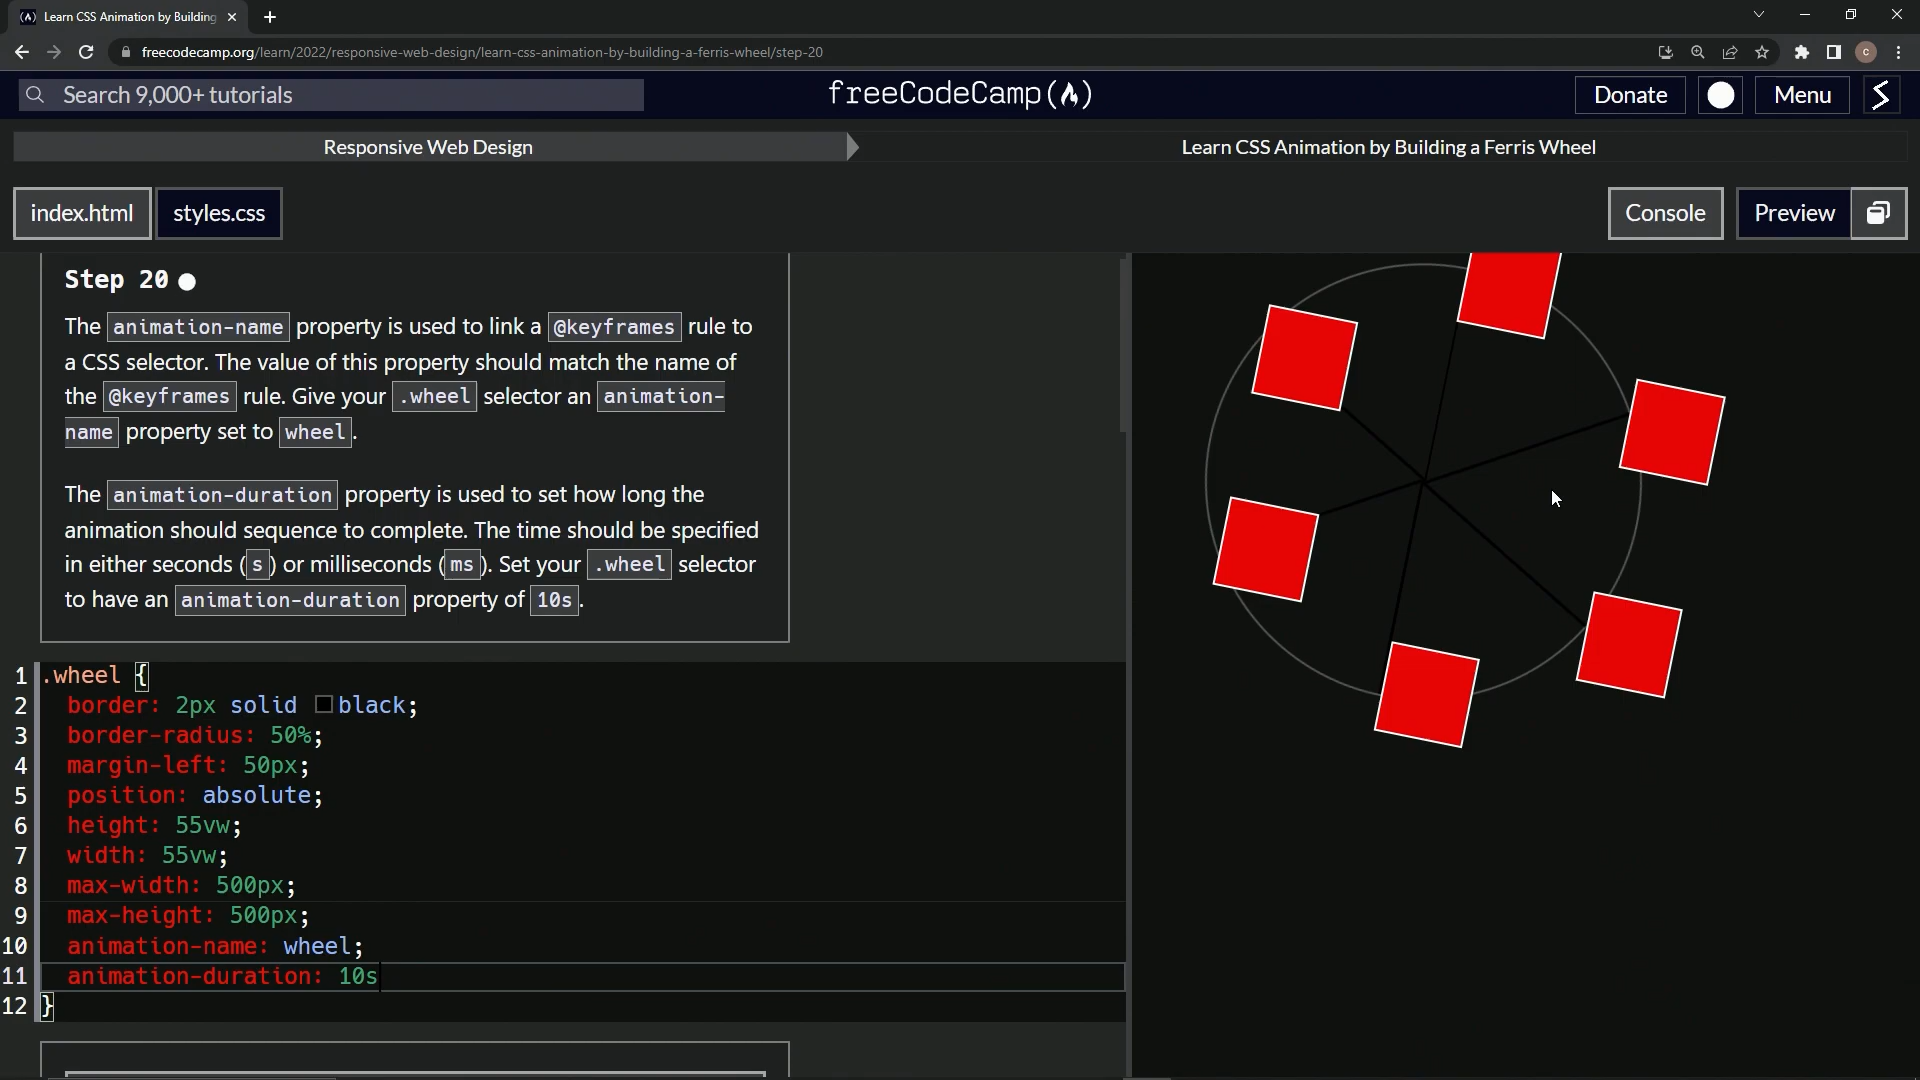 Learn CSS Animation by Building
freecodecamp.org/learn/2022/responsive-web-design/learn-css-animation-by-building-a-ferris-wheel/step-20
C
Search 9,000+ tutorials
freeCodeCamp
Donate
Menu
Responsive Web Design
Learn CSS Animation by Building a Ferris Wheel
index.html
styles.css
Console
Preview
Step 20
The animation-name property is used to link a @keyframes rule to
a CSS selector. The value of this property should match the name of
the @keyframes rule. Give your .wheel selector an animation-
name property set to wheel.
The animation-duration property is used to set how long the
animation should sequence to complete. The time should be specified
in either seconds (s) or milliseconds (ms). Set your .wheel selector
to have an animation-duration property of 10s.
1 .wheel {
2 border: 2px solid black;
3 border-radius: 50%;
4 margin-left: 50px;
5 position: absolute;
6 height: 55vw;
7 width: 55vw;
8 max-width: 500px;
9 max-height: 500px;
10 animation-name: wheel;
11 animation-duration: 10s
12 }